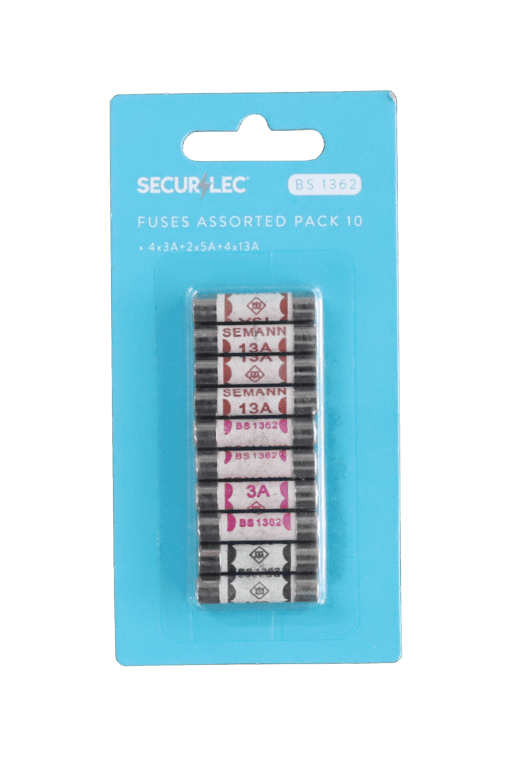 SECURLEC
BS 1362
FUSES ASSORTED PACK 10
• 4x3A+2x5A+4x13A
SEMANN
13A
13A
SEMANN
13A
BS 1362
BS 1362
3A
BS 1362